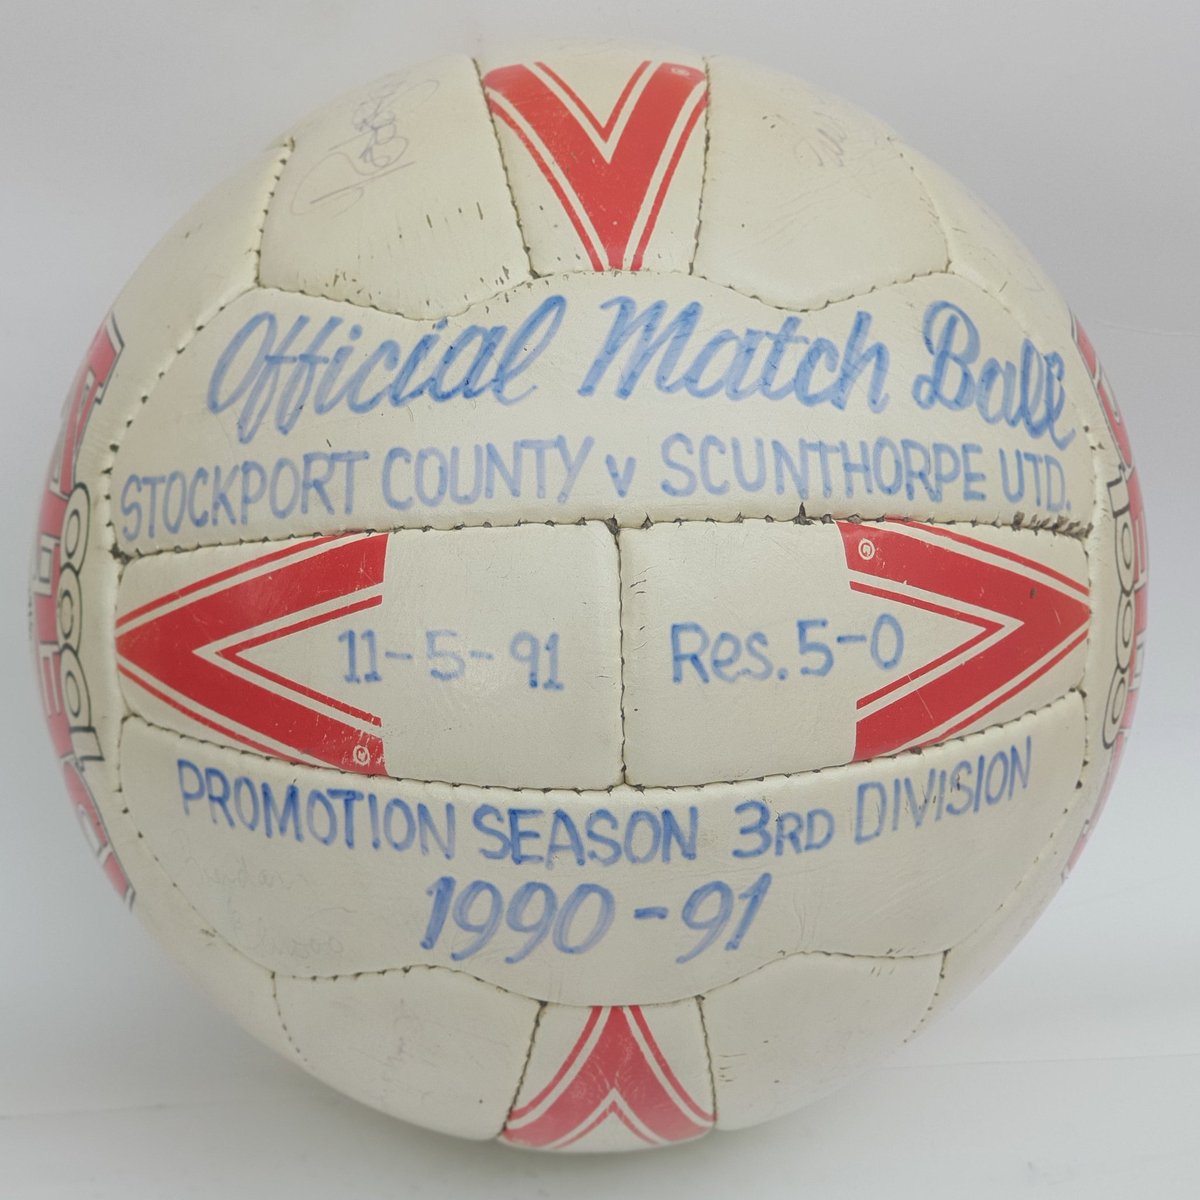 Official Match Ball
STOCKPORT COUNTY v SCUNTHORPE UTD.
11-5-91 Res. 5-0
PROMOTION SEASON 3RD DIVISION
1990-91